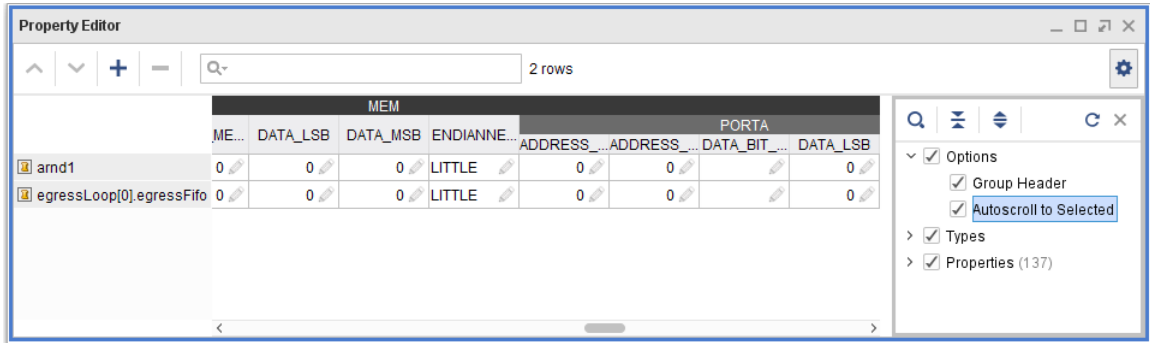 Property Editor
2 rows
MEM
_ME... DATA_LSB DATA_MSB ENDIANNE... PORTA
ADDRESS_... ADDRESS_... DATA_BIT_... DATA_LSB
arnd1 0 0 0 LITTLE 0 0 0
egressLoop[0].egressFifo 0 0 0 LITTLE 0 0 0
Options
Group Header
Autoscroll to Selected
Types
Properties (137)